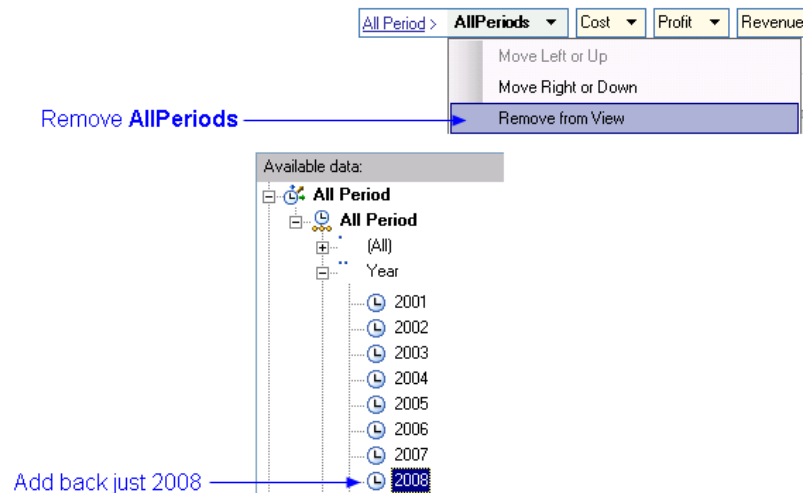 All Period > AllPeriods Cost Profit Revenue
Move Left or Up
Move Right or Down
Remove AllPeriods Remove from View
Available data:
All Period
All Period
(All)
Year
2001
2002
2003
2004
2005
2006
2007
Add back just 2008 2008